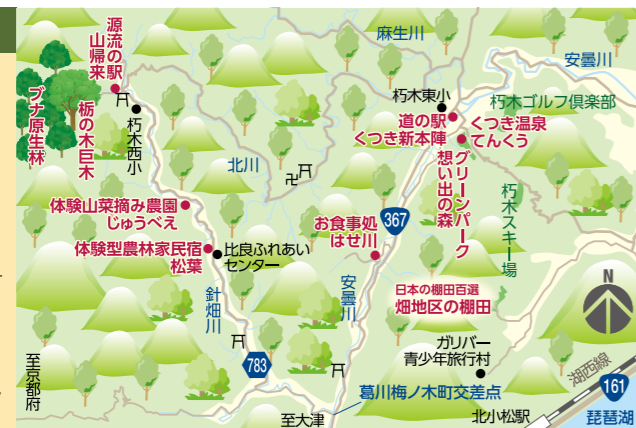 源流の駅
山帰来
栃の木巨木
ブナ原生林
朽木西小
麻生川
安曇川
朽木東小
朽木ゴルフ倶楽部
道の駅
くつき新本陣
くつき温泉
てんくう
グリーンパーク
想い出の森
北川
朽木スキー場
体験山菜摘み農園
じゅうべえ
お食事処
はせ川
367
体験型農林家民宿
松葉
比良ふれあい
センター
安曇川
日本の棚田百選
畑地区の棚田
N
針畑川
783
ガリバー
青少年旅行村
湖西線
161
至京都府
葛川梅ノ木町交差点
至大津
北小松駅
琵琶湖